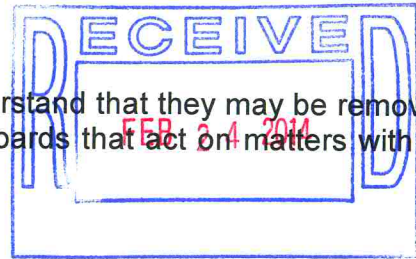 RECEIVED
rstand that they may be remov
FEB 24 2014
oards that act on matters with